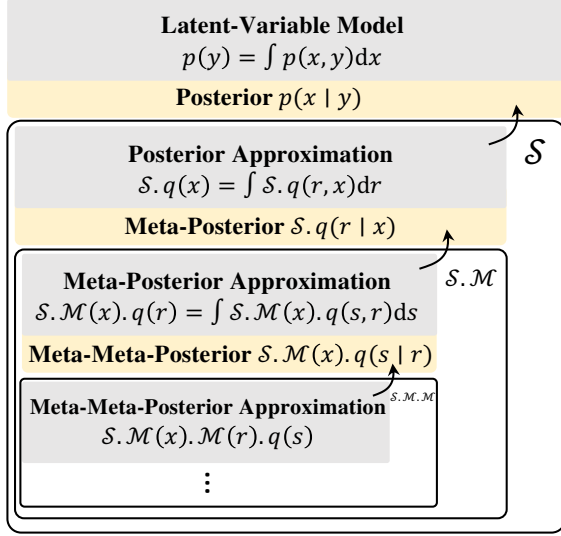 Latent-Variable Model
p(y) = ∫ p(x, y)dx
Posterior p(x ∣ y)
𝒮
Posterior Approximation
𝒮. q(x) = ∫ 𝒮. q(r, x)dr
Meta-Posterior 𝒮. q(r ∣ x)
𝒮. ℳ
Meta-Posterior Approximation
𝒮. ℳ(x). q(r) = ∫ 𝒮. ℳ(x). q(s, r)ds
Meta-Meta-Posterior 𝒮. ℳ(x). q(s ∣ r)
𝒮. ℳ. ℳ
Meta-Meta-Posterior Approximation
𝒮. ℳ(x). ℳ(r). q(s)
⋮